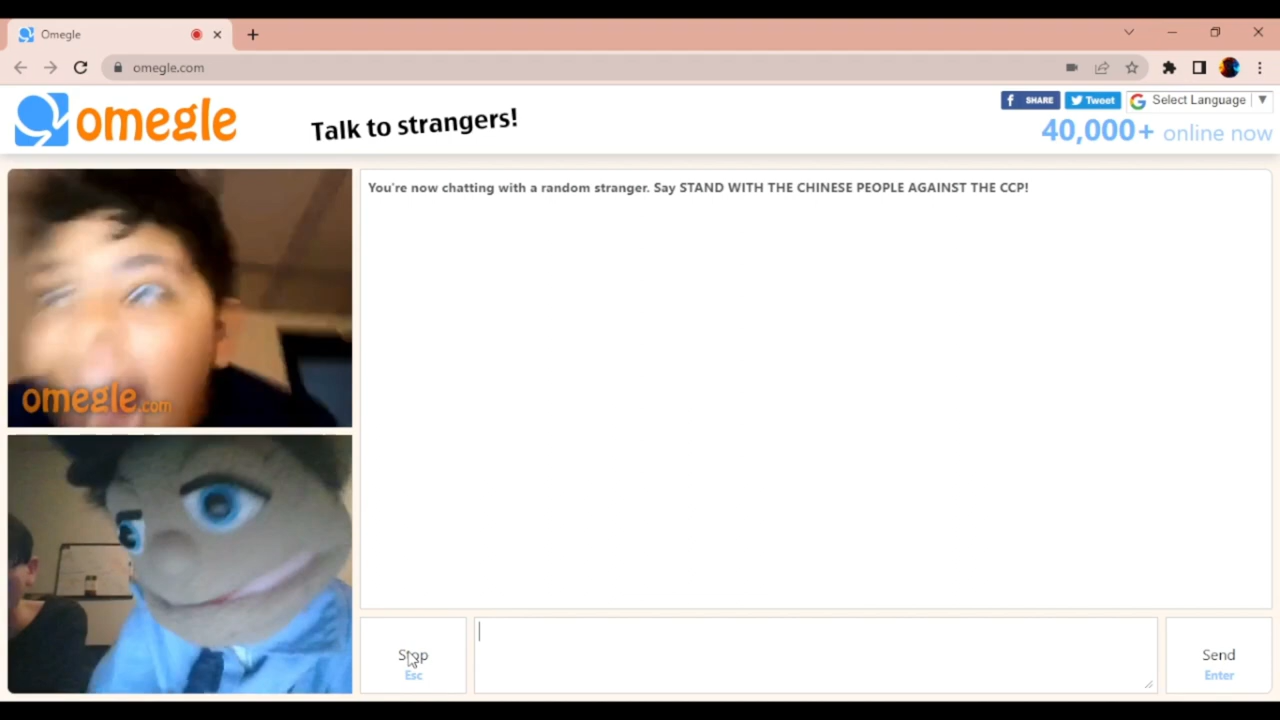 Omegle
omegle.com
omegle
Talk to strangers!
SHARE
Tweet
Select Language
40,000+ online now
You're now chatting with a random stranger. Say STAND WITH THE CHINESE PEOPLE AGAINST THE CCP!
omegle.com
Stop
Esc
Send
Enter